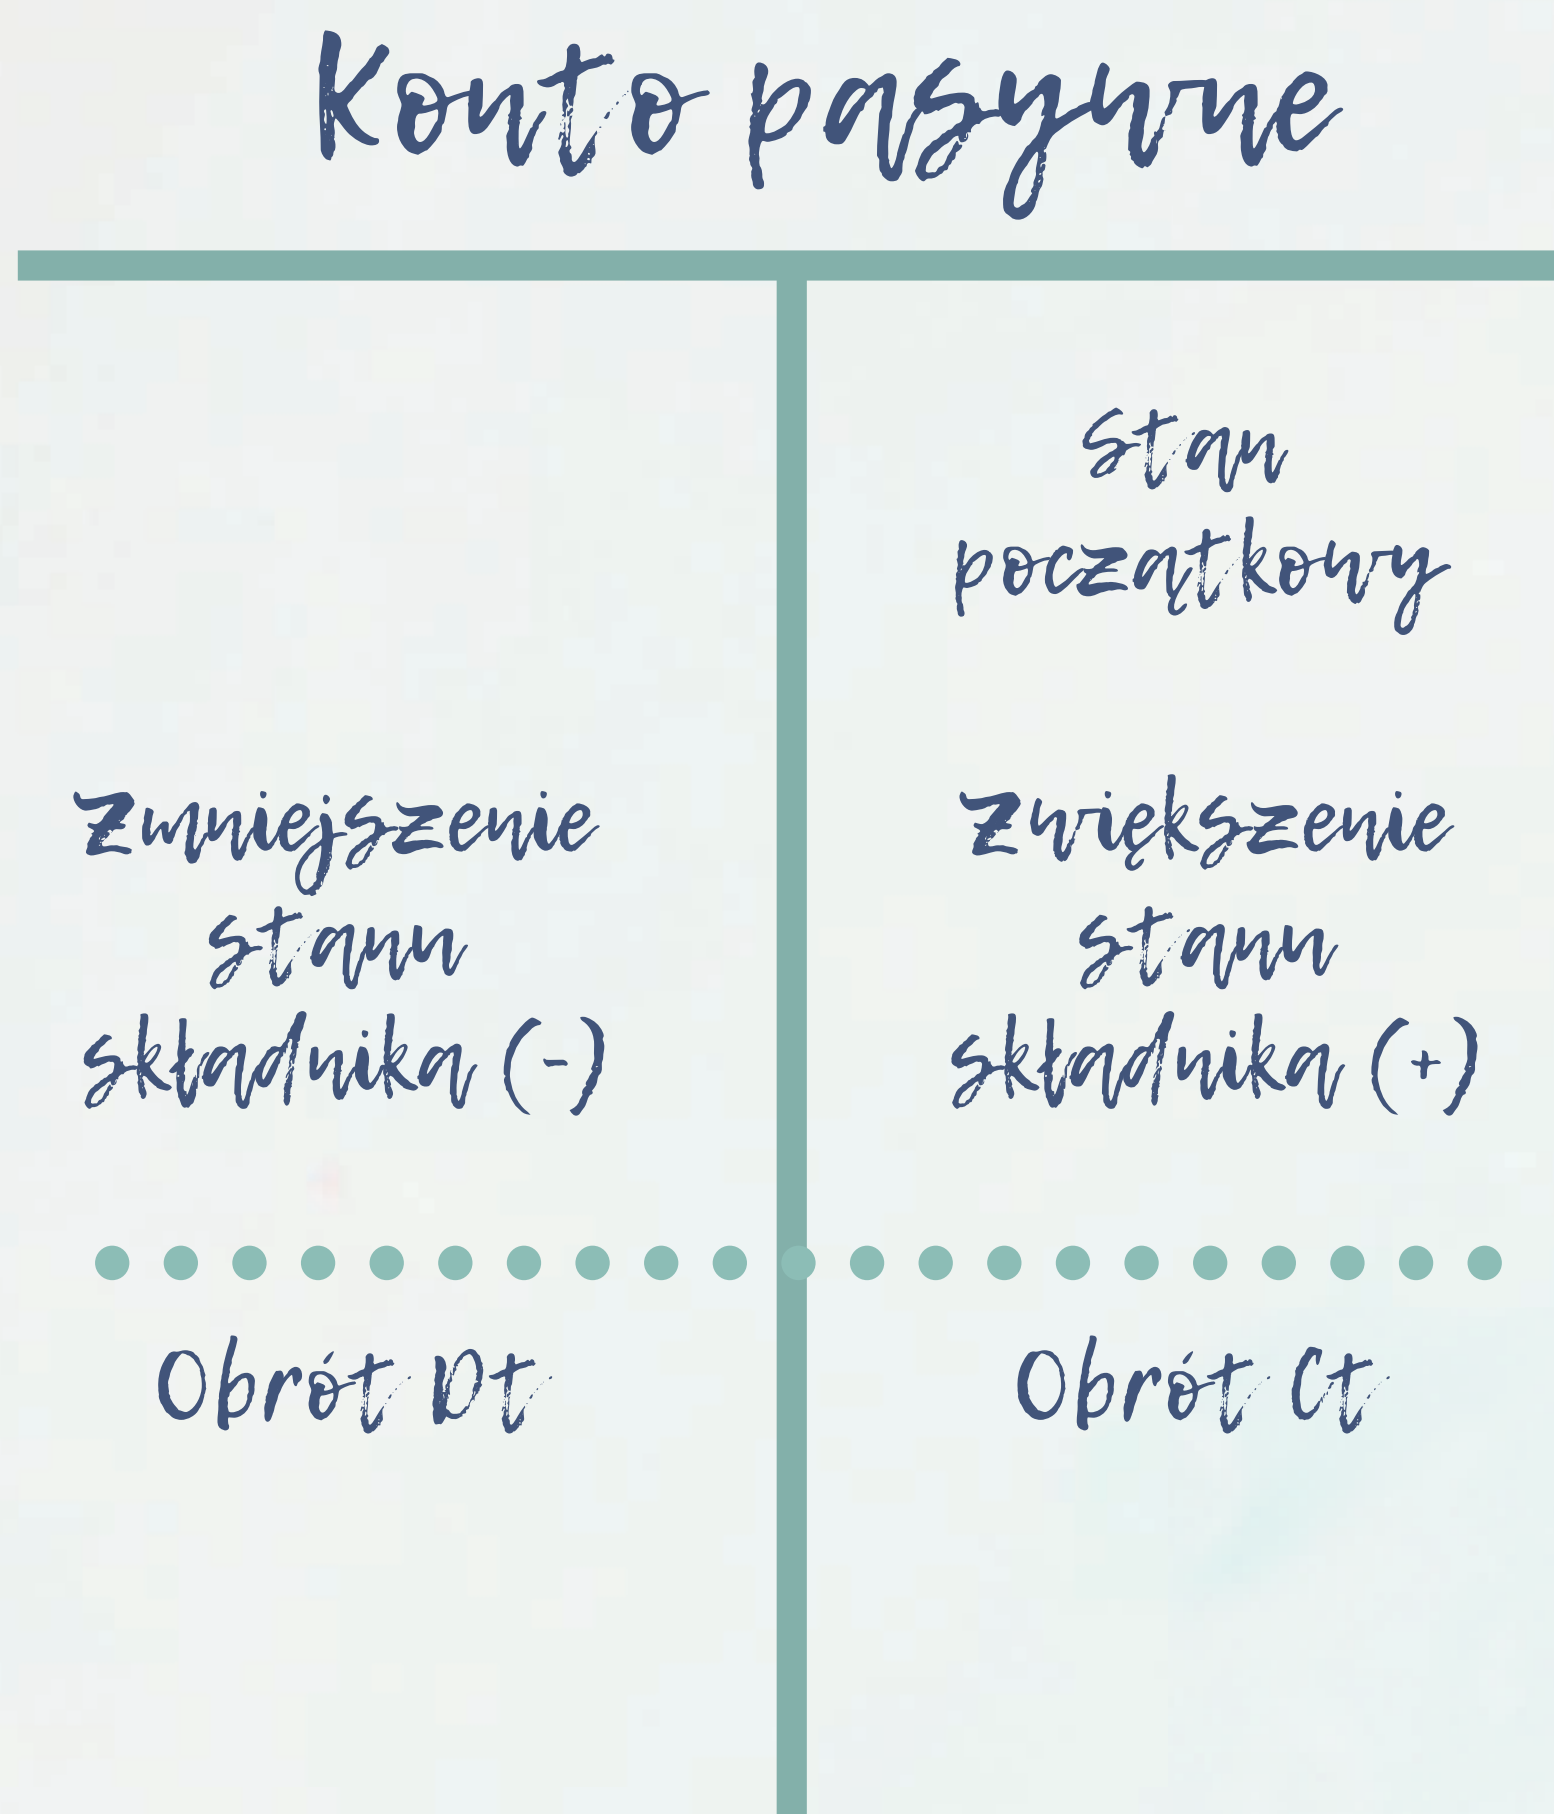 Konto pasywne
Stan
początkowy
Zmniejszenie
stanu
składnika (-)
Zwiększenie
stanu
składnika (+)
Obrót Dt
Obrót Ct